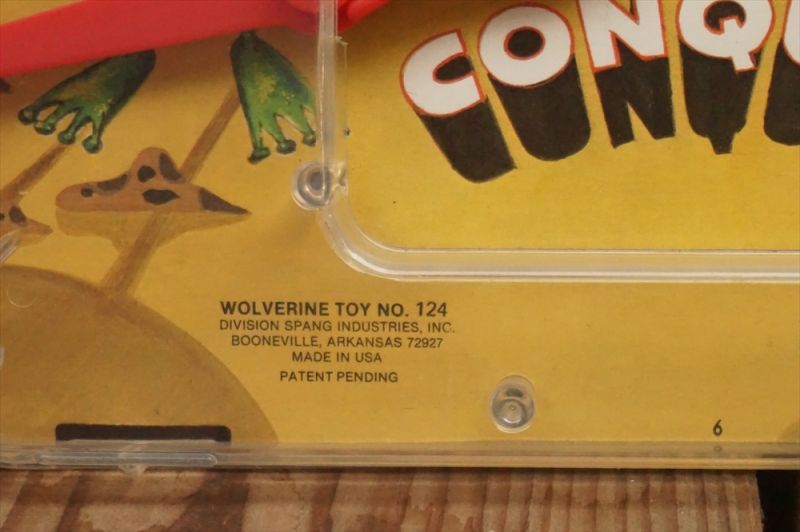 CONQ
WOLVERINE TOY NO. 124
DIVISION SPANG INDUSTRIES, INC.
BOONEVILLE, ARKANSAS 72927
MADE IN USA
PATENT PENDING
6